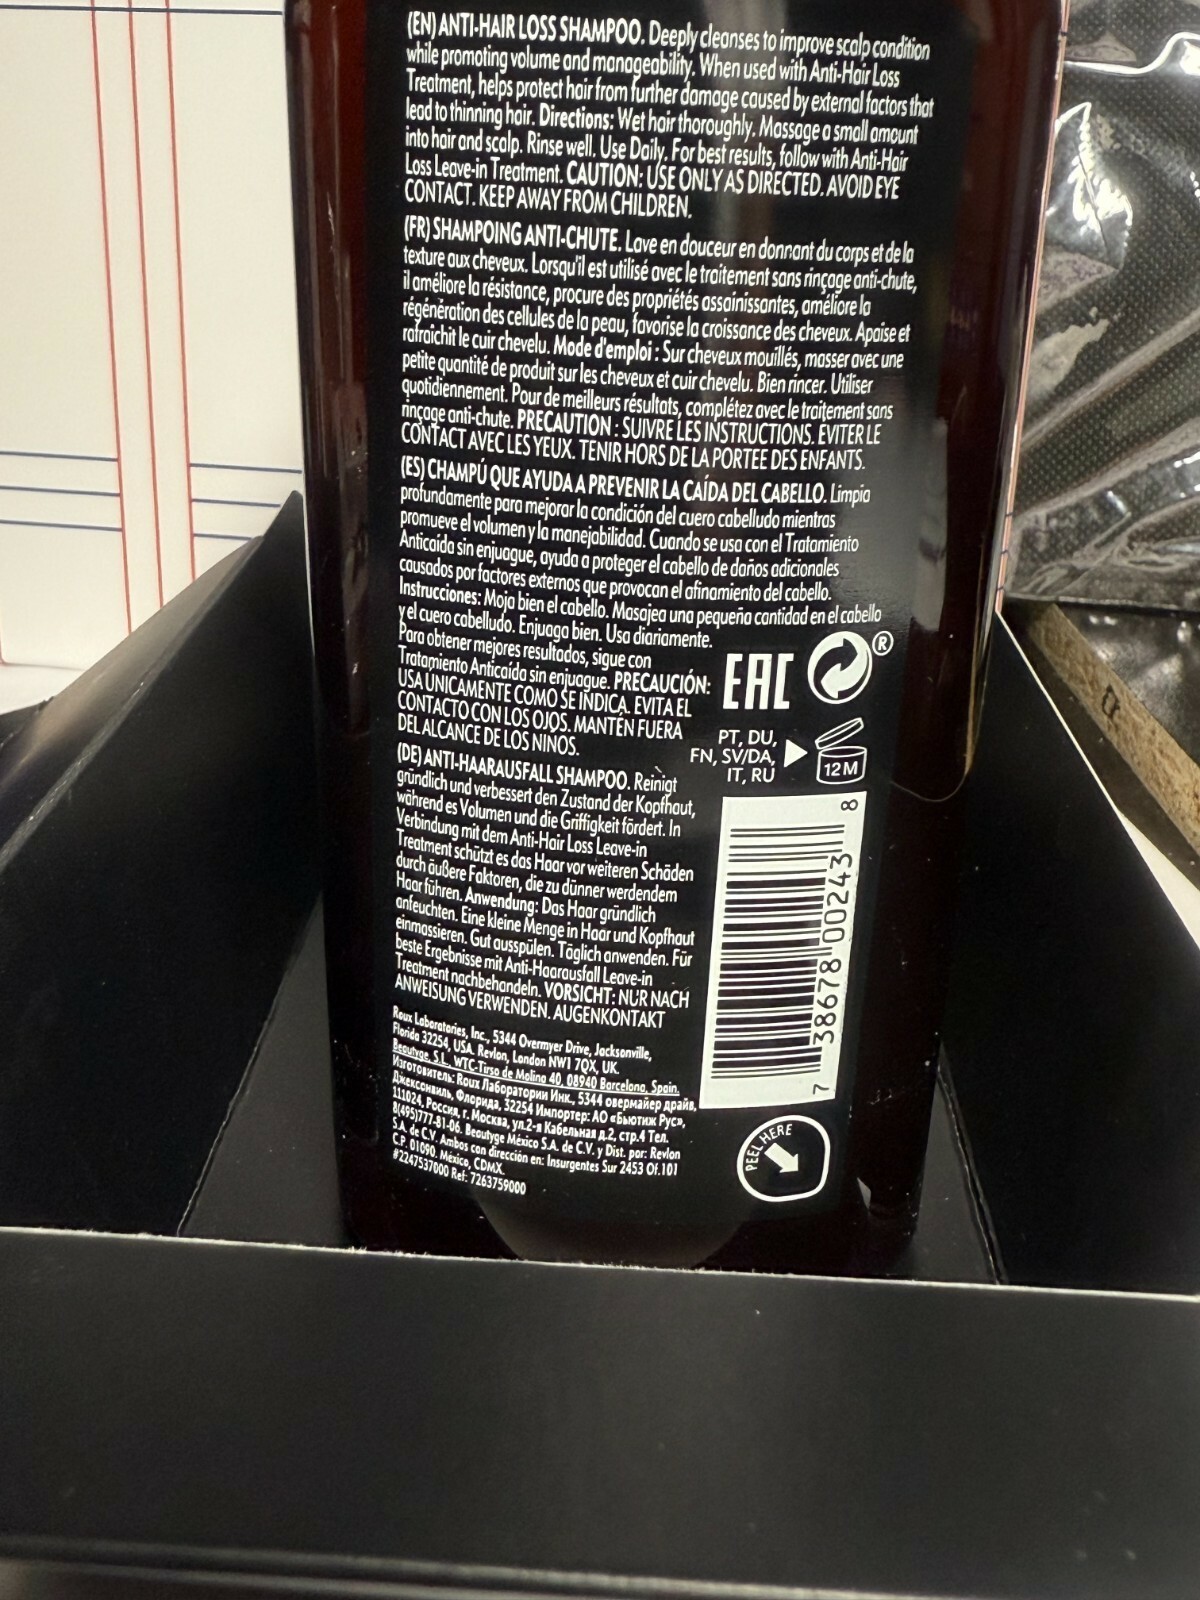 (EN) ANTI-HAIR LOSS SHAMPOO. Deeply cleanses to improve scalp condition
while promoting volume and manageability. When used with Anti-Hair Loss
Treatment, helps protect hair from further damage caused by external factors that
lead to thinning hair. Directions: Wet hair thoroughly. Massage a small amount
into hair and scalp. Rinse well. Use Daily. For best results, follow with Anti-Hair
Loss Leave-in Treatment. CAUTION: USE ONLY AS DIRECTED. AVOID EYE
CONTACT. KEEP AWAY FROM CHILDREN.
(FR) SHAMPOING ANTI-CHUTE. Lave en douceur en donnant du corps et de la
texture aux cheveux. Lorsqu'il est utilisé avec le traitement sans rinçage anti-chute,
il améliore la résistance, procure des propriétés assainissantes, améliore la
régénération des cellules de la peau, favorise la croissance des cheveux. Apaise et
rafraîchit le cuir chevelu. Mode d'emploi : Sur cheveux mouillés, masser avec une
petite quantité de produit sur les cheveux et cuir chevelu. Bien rincer. Utiliser
quotidiennement. Pour de meilleurs résultats, complétez avec le traitement sans
rinçage anti-chute. PRECAUTION : SUIVRE LES INSTRUCTIONS. EVITER LE
CONTACT AVEC LES YEUX. TENIR HORS DE LA PORTEE DES ENFANTS.
(ES) CHAMPÚ QUE AYUDA A PREVENIR LA CAÍDA DEL CABELLO. Limpia
profundamente para mejorar la condición del cuero cabelludo mientras
promueve el volumen y la manejabilidad. Cuando se usa con el Tratamiento
Anticaída sin enjuague, ayuda a proteger el cabello de daños adicionales
causados por factores externos que provocan el afinamiento del cabello.
Instrucciones: Moja bien el cabello. Masajea una pequeña cantidad en el cabello
y el cuero cabelludo. Enjuaga bien. Usa diariamente.
Para obtener mejores resultados, sigue con
Tratamiento Anticaída sin enjuague. PRECAUCIÓN:
USA ÚNICAMENTE COMO SE INDICA. EVITA EL
CONTACTO CON LOS OJOS. MANTÉN FUERA
DEL ALCANCE DE LOS NIÑOS.
EAC
®
PT, DU,
FN, SV/DA,
IT, RU
12 M
(DE) ANTI-HAARAUSFALL SHAMPOO. Reinigt
gründlich und verbessert den Zustand der Kopfhaut,
während es Volumen und die Griffigkeit fördert. In
Verbindung mit dem Anti-Hair Loss Leave-in
Treatment schützt es das Haar vor weiteren Schäden
durch äußere Faktoren, die zu dünner werdendem
Haar führen. Anwendung: Das Haar gründlich
anfeuchten. Eine kleine Menge in Haar und Kopfhaut
einmassieren. Gut ausspülen. Täglich anwenden. Für
beste Ergebnisse mit Anti-Haarausfall Leave-in
Treatment nachbehandeln. VORSICHT: NUR NACH
ANWEISUNG VERWENDEN. AUGENKONTAKT
7 38678 00243 8
Roux Laboratories, Inc., 5344 Overmyer Drive, Jacksonville,
Florida 32254, USA. Revlon, London NW1 7QX, UK.
Beautyge, S.L., WTC-Tirso de Molina 40, 08940 Barcelona, Spain.
Изготовитель: Roux Лаборатории Инк., 5344 овермайер драйв,
Джексонвиль, Флорида, 32254 Импортер: АО «Бьютиж Рус»,
111024, Россия, г. Москва, ул.2-я Кабельная д.2, стр.4 Тел.
8(495)777-81-06. Beautyge México S.A. de C.V. y Dist. por: Revlon
S.A. de C.V. Ambos con dirección en: Insurgentes Sur 2453 Of.101
C.P. 01090. México, CDMX.
#2247537000 Ref: 7263759000
PEEL HERE